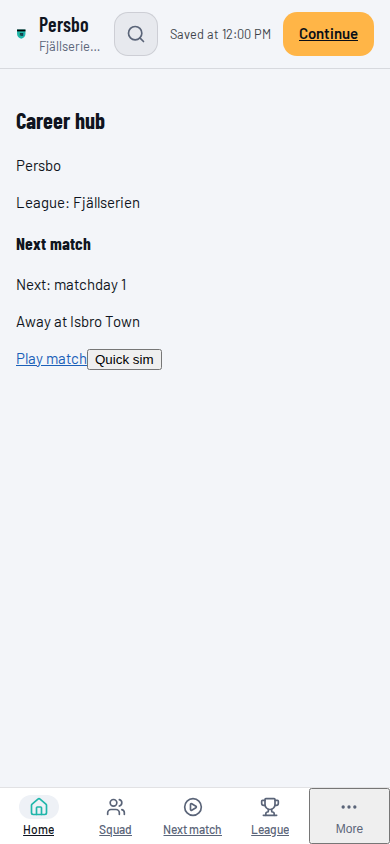 Persbo
Fjällserie...
Saved at 12:00 PM
Continue
Career hub
Persbo
League: Fjällserien
Next match
Next: matchday 1
Away at Isbro Town
Play match Quick sim
Home Squad Next match League More